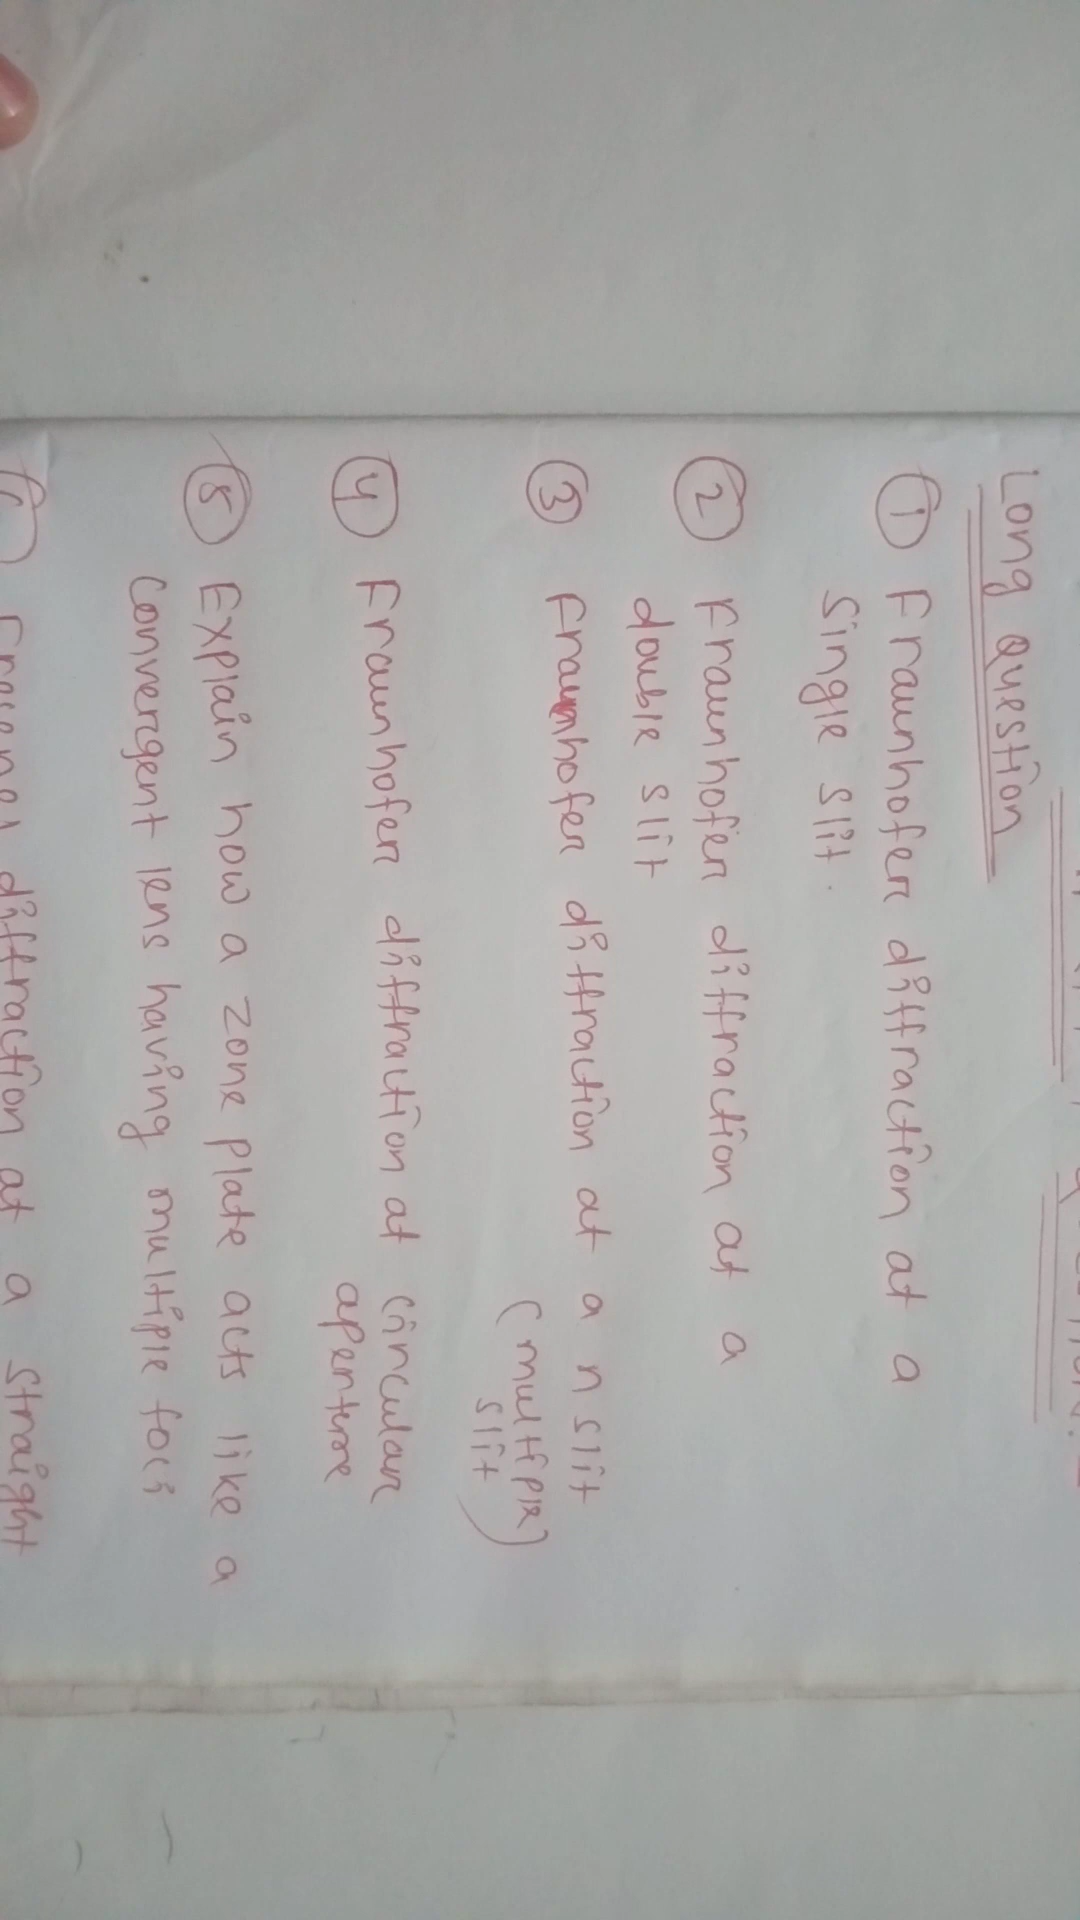 Long Question
① Fraunhofer diffraction at a
Single slit.
② Fraunhofer diffraction at a
double slit
③ Fraunhofer diffraction at a n slit
(multiple
slit)
④ Fraunhofer diffraction at circular
aperture
⑤ Explain how a zone plate acts like a
convergent lens having multiple foci
diffraction at a straight